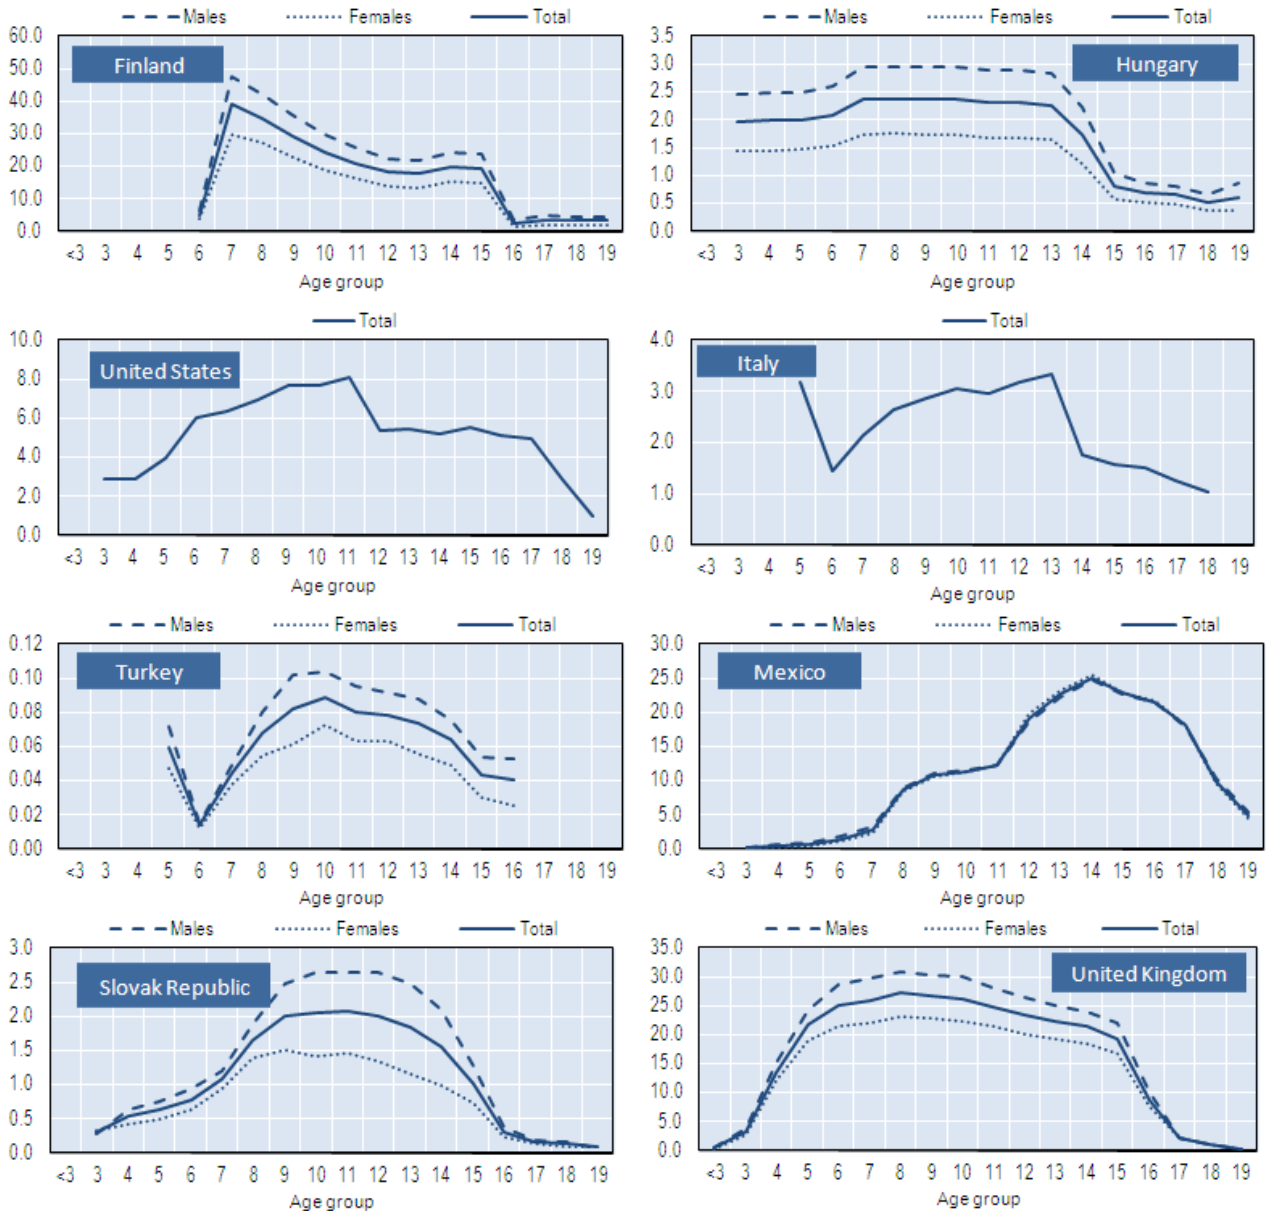 Males Females Total
60.0
50.0
40.0
30.0
20.0
10.0
0.0
Finland
<3 3 4 5 6 7 8 9 10 11 12 13 14 15 16 17 18 19
Age group
Males Females Total
3.5
3.0
2.5
2.0
1.5
1.0
0.5
0.0
Hungary
<3 3 4 5 6 7 8 9 10 11 12 13 14 15 16 17 18 19
Age group
Total
10.0
8.0
6.0
4.0
2.0
0.0
United States
<3 3 4 5 6 7 8 9 10 11 12 13 14 15 16 17 18 19
Age group
Total
4.0
3.0
2.0
1.0
0.0
Italy
<3 3 4 5 6 7 8 9 10 11 12 13 14 15 16 17 18 19
Age group
Males Females Total
0.12
0.10
0.08
0.06
0.04
0.02
0.00
Turkey
<3 3 4 5 6 7 8 9 10 11 12 13 14 15 16 17 18 19
Age group
Males Females Total
30.0
25.0
20.0
15.0
10.0
5.0
0.0
Mexico
<3 3 4 5 6 7 8 9 10 11 12 13 14 15 16 17 18 19
Age group
Males Females Total
3.0
2.5
2.0
1.5
1.0
0.5
0.0
Slovak Republic
<3 3 4 5 6 7 8 9 10 11 12 13 14 15 16 17 18 19
Age group
Males Females Total
35.0
30.0
25.0
20.0
15.0
10.0
5.0
0.0
United Kingdom
<3 3 4 5 6 7 8 9 10 11 12 13 14 15 16 17 18 19
Age group